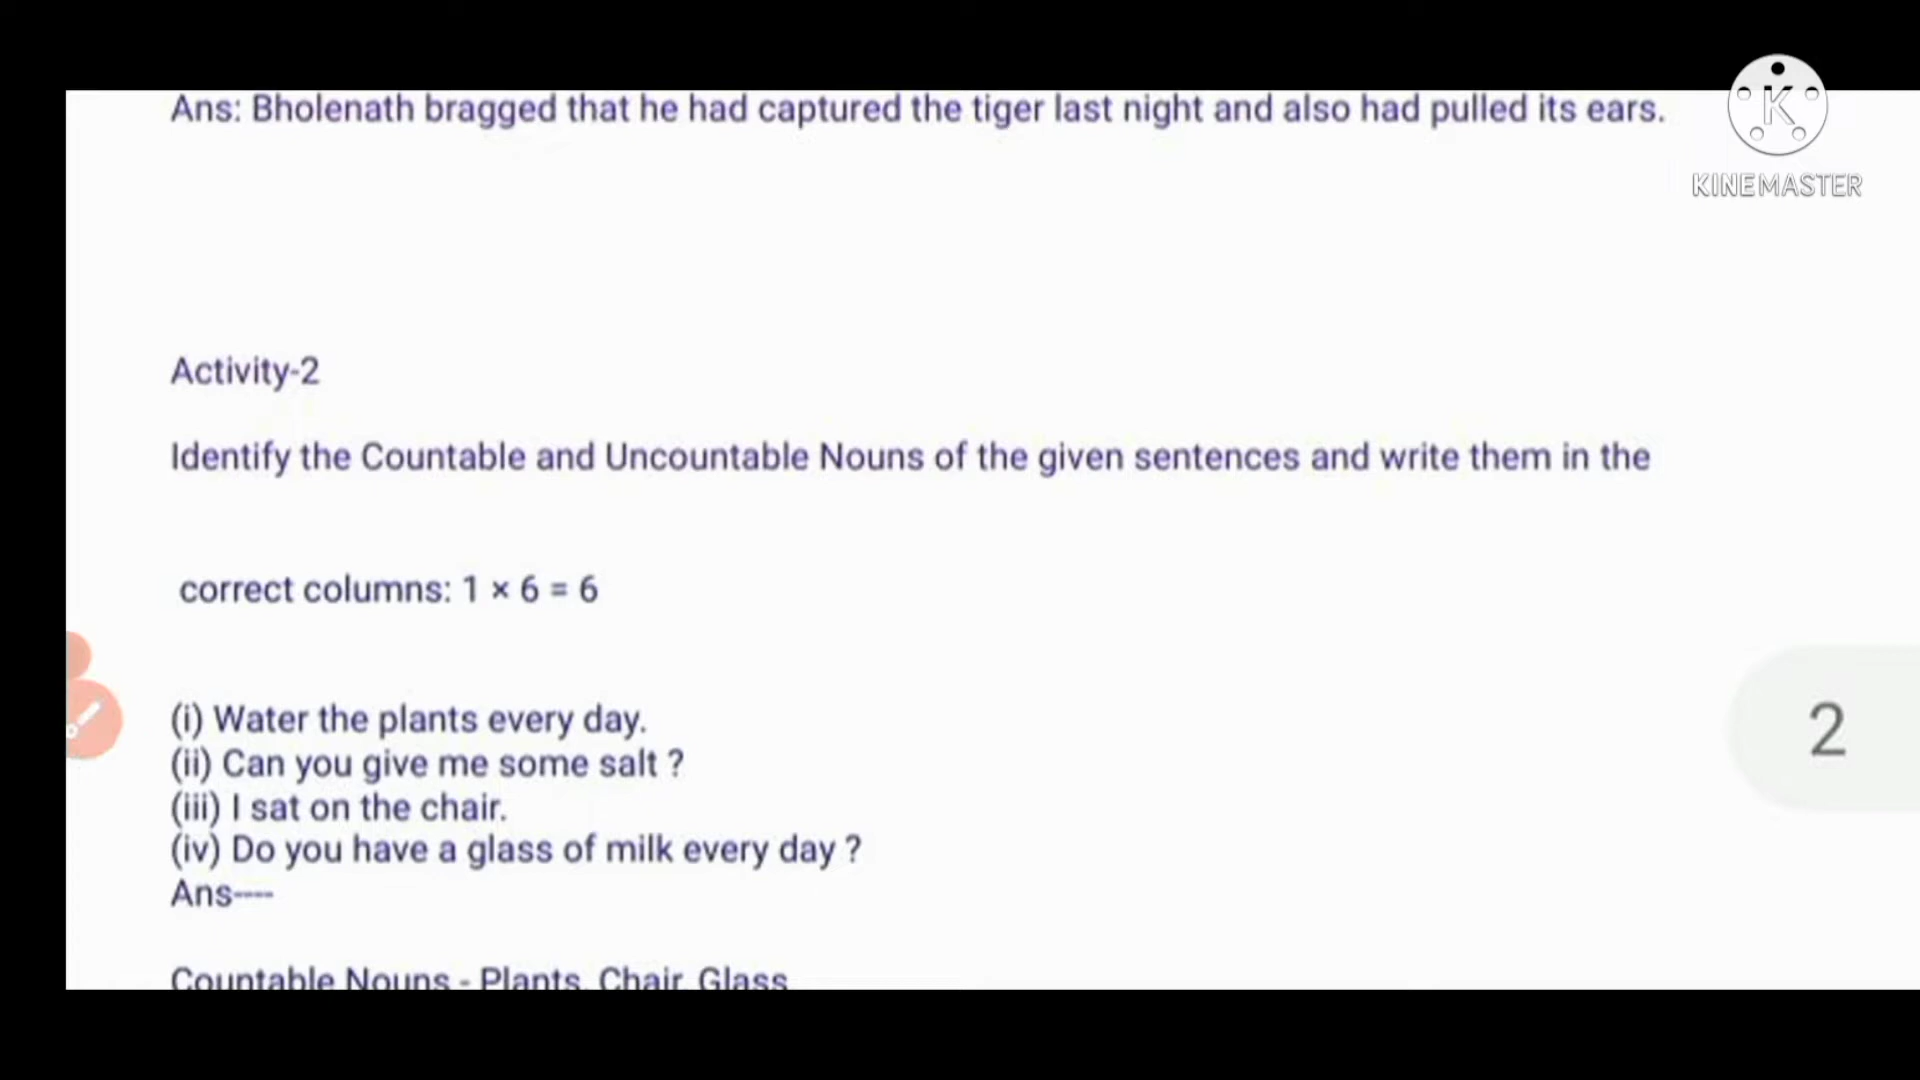 Ans: Bholenath bragged that he had captured the tiger last night and also had pulled its ears.
K
KINEMASTER
Activity-2
Identify the Countable and Uncountable Nouns of the given sentences and write them in the
correct columns: 1 × 6 = 6
(i) Water the plants every day.
(ii) Can you give me some salt ?
(iii) I sat on the chair.
(iv) Do you have a glass of milk every day ?
Ans----
2
Countable Nouns - Plants, Chair, Glass